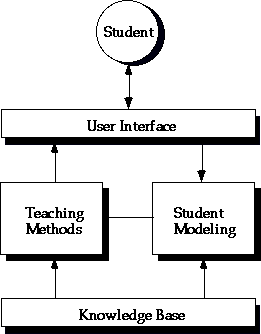 Student
User Interface
Teaching
Methods
Student
Modeling
Knowledge Base